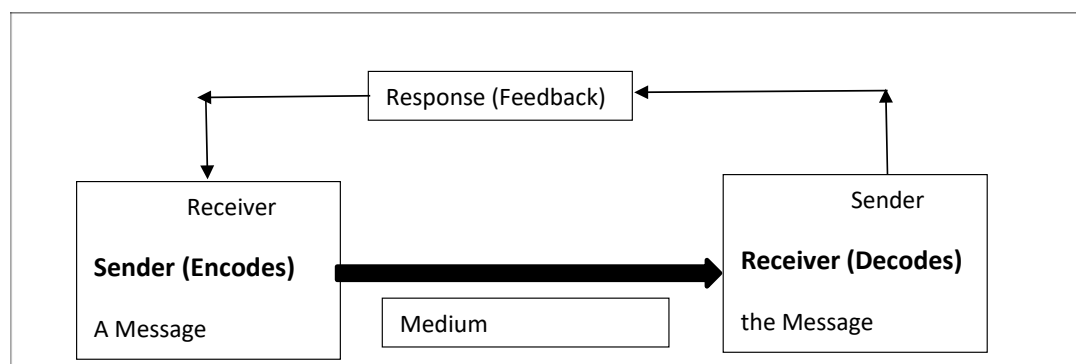 Response (Feedback)
Receiver
Sender (Encodes)
A Message
Medium
Sender
Receiver (Decodes)
the Message